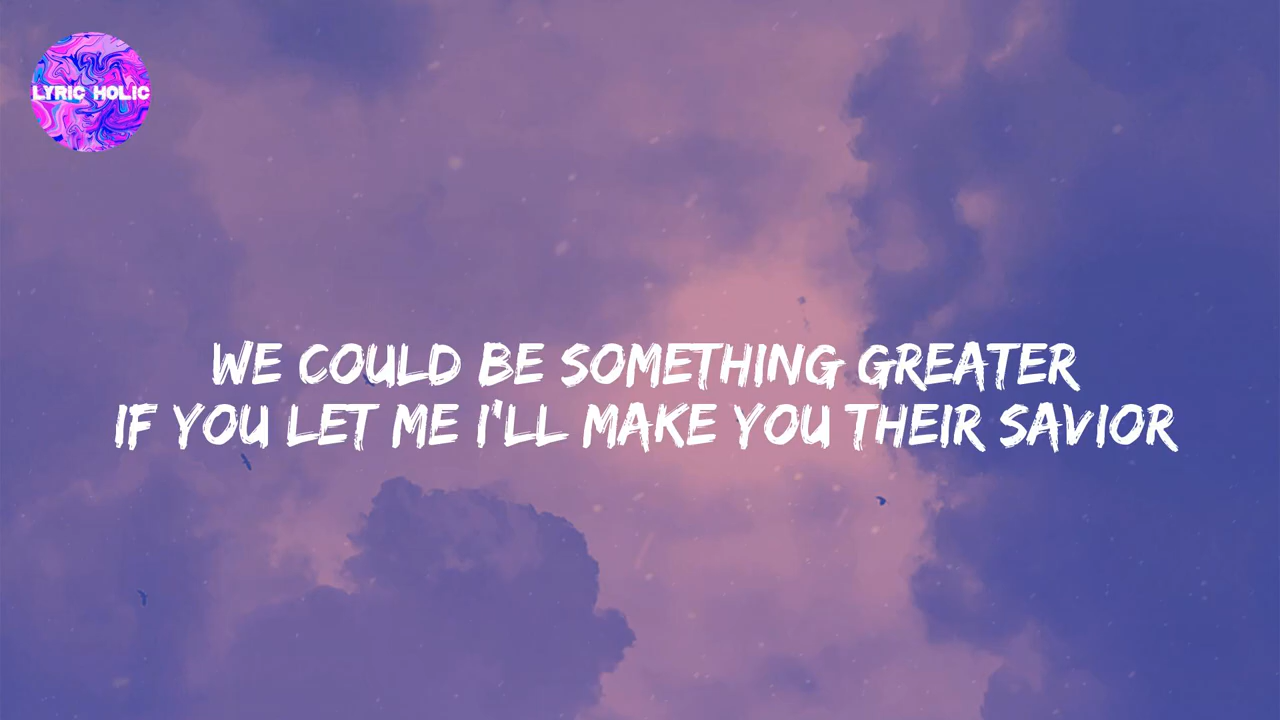 LYRIC HOLIC
WE COULD BE SOMETHING GREATER
IF YOU LET ME I'LL MAKE YOU THEIR SAVIOR